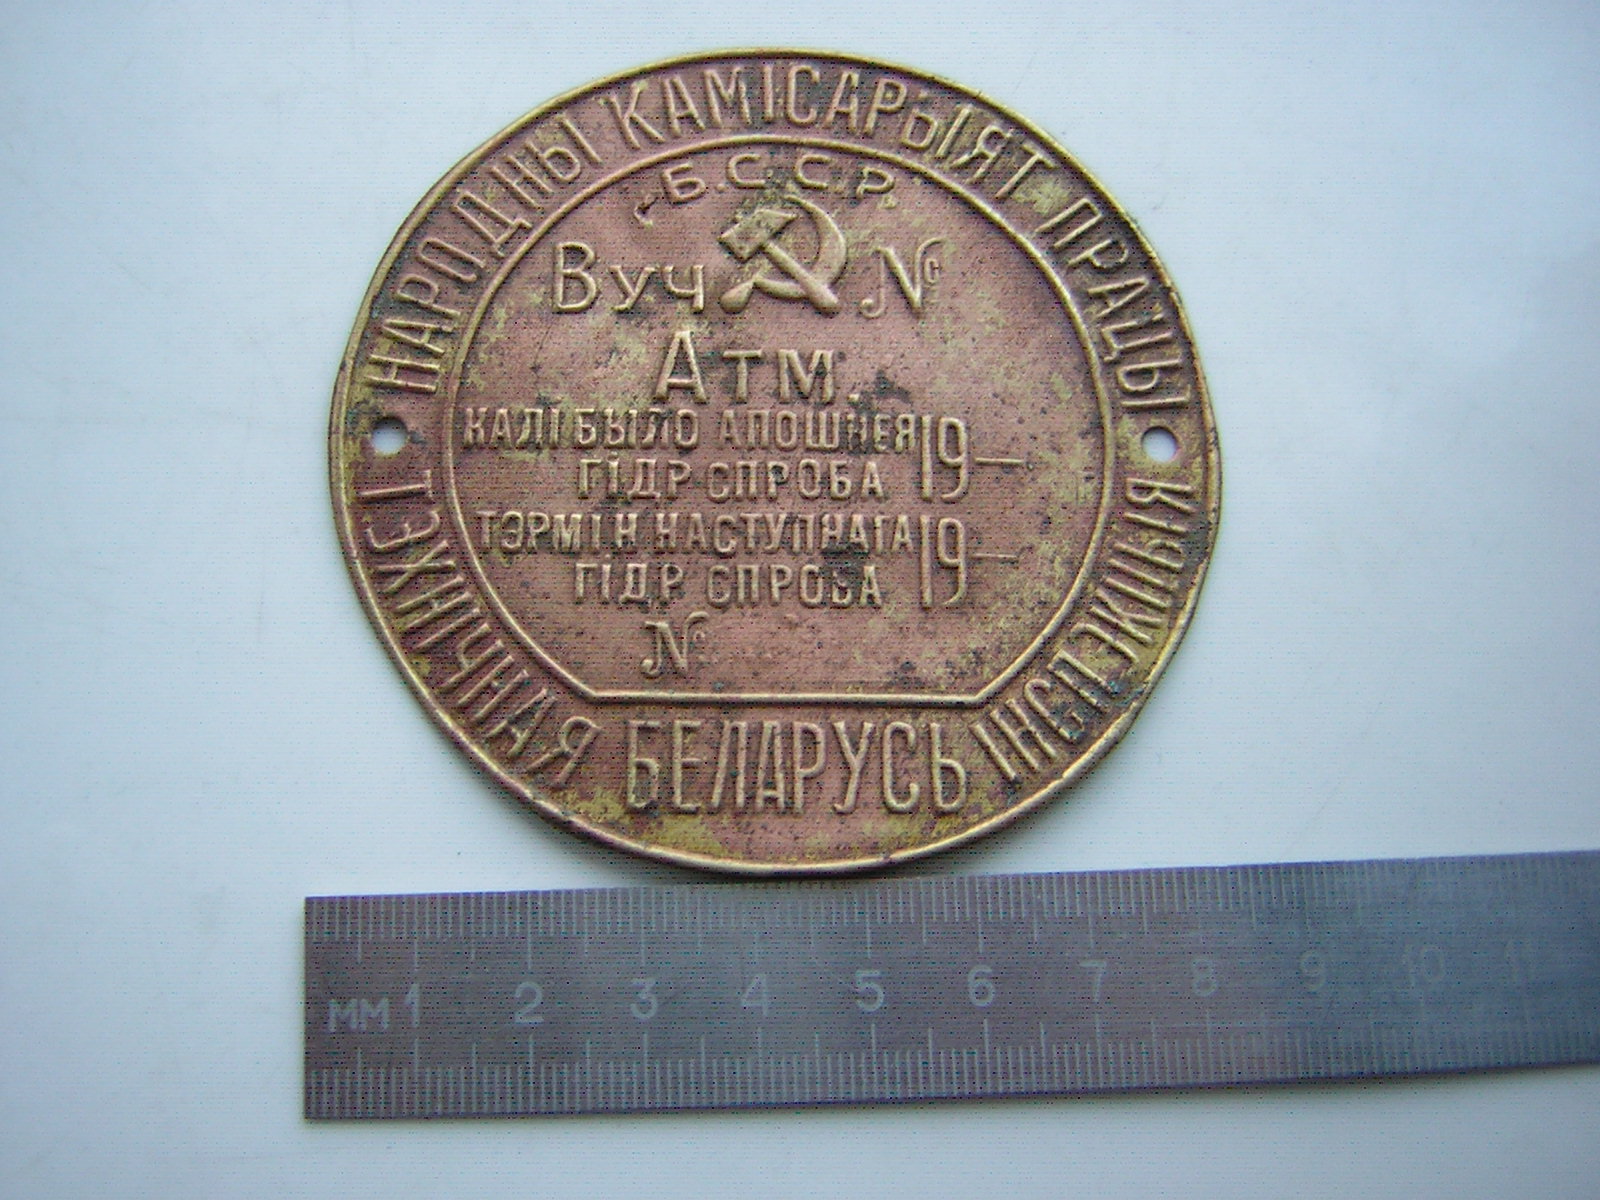 НАРОДНЫ КАМІСАРЫЯТ ПРАЦЫ
Б.С.С.Р.
Вуч №
Атм.
КАЛІ БЫЛО АПОШНЕЯ 19—
ГІДР СПРОБА
ТЭРМІН НАСТУПНАГА 19—
ГІДР СПРОБА
№
ТЭХНІЧНАЯ ІНСПЕКЦЫЯ
БЕЛАРУСЬ
мм 1 2 3 4 5 6 7 8 9 10 11